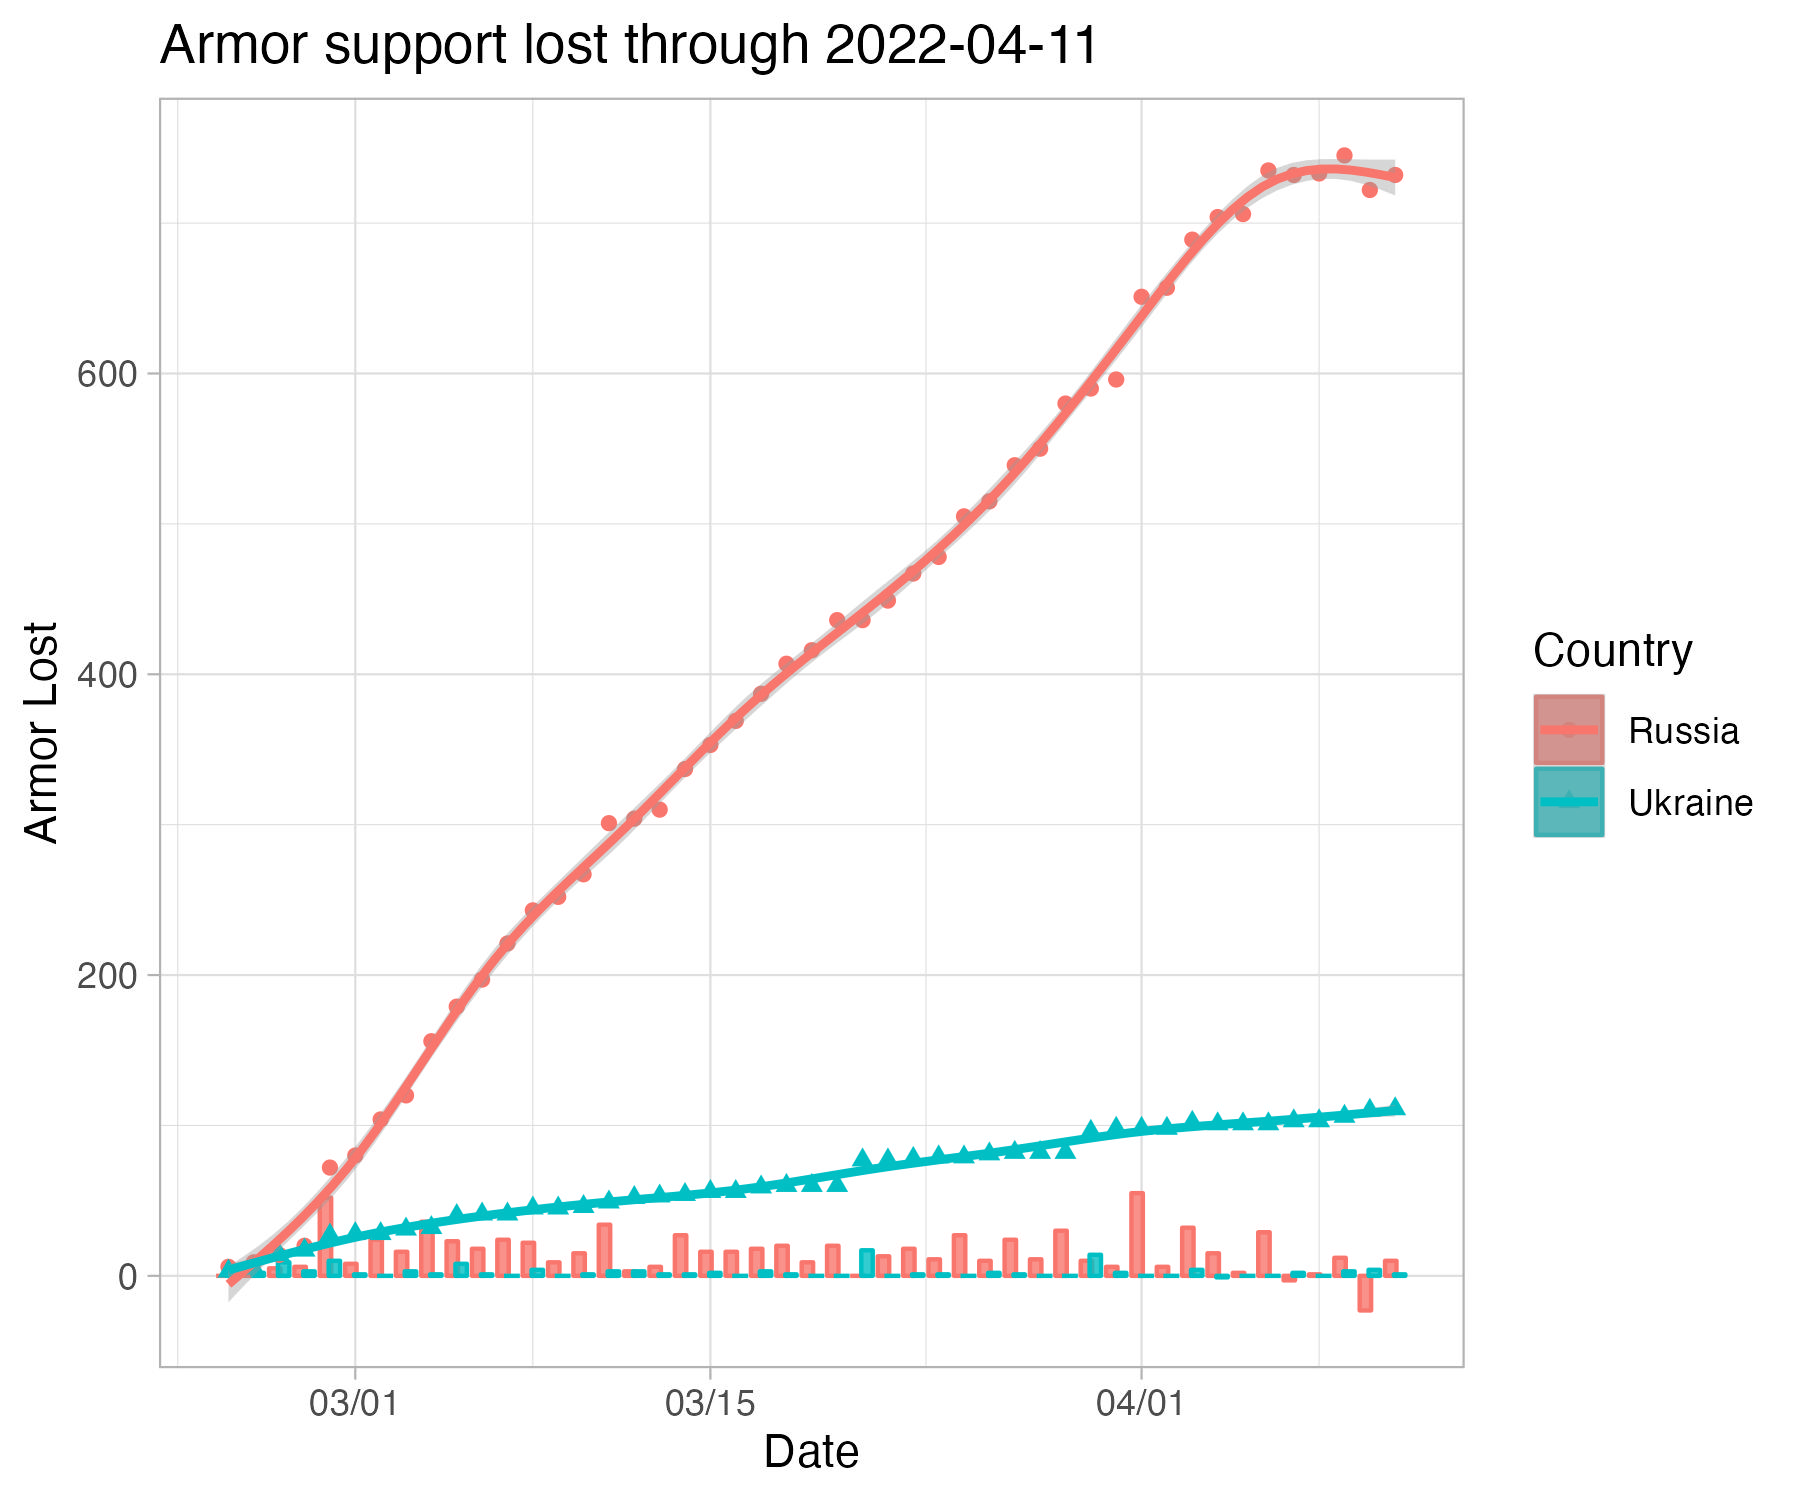 Armor support lost through 2022-04-11
Armor Lost
600
400
200
0
03/01
03/15
04/01
Date
Country
Russia
Ukraine